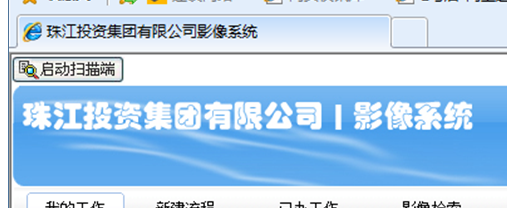 珠江投资集团有限公司影像系统
启动扫描端
珠江投资集团有限公司 | 影像系统
我的工作 新建流程 已办工作 影像检索